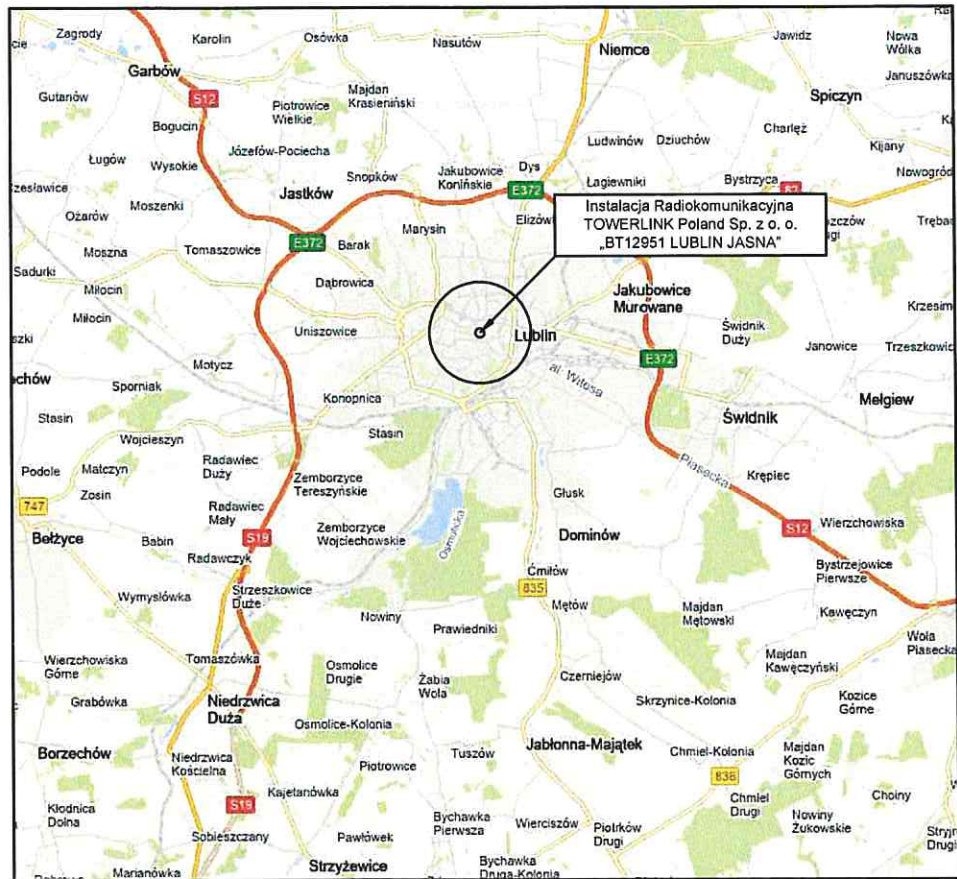 Zagrody
Karolin
Osówka
Nasutów
Niemce
Jawidz
Nowa
Wólka
Garbów
Januszówka
Gutanów
S12
Piotrowice
Wielkie
Majdan
Krasieniński
Spiczyn
Bogucin
Charlęż
Ługów
Wysokie
Józefów-Pociecha
Ludwinów
Dziuchów
Kijany
Snopków
Jakubowice
Konińskie
Dys
Jastków
E372
Łagiewniki
Bystrzyca
82
Nowogród
Ożarów
Moszenki
Marysin
Elizów
Instalacja Radiokomunikacyjna
TOWERLINK Poland Sp. z o. o.
„BT12951 LUBLIN JASNA”
Moszna
Tomaszowice
E372
Barak
Sadurki
Miłocin
Dąbrowica
Jakubowice
Murowane
Krzesim
Miłocin
Uniszowice
Lublin
Świdnik
Duży
Motycz
E372
Janowice
Trzeszkowic
Sporniak
al. Witosa
Stasin
Konopnica
Mełgiew
Wojcieszyn
Stasin
Świdnik
Podole
Matczyn
Radawiec
Duży
Zemborzyce
Tereszyńskie
Piasecka
Krępiec
747
Zosin
Głusk
Radawiec
Mały
Zemborzyce
Wojciechowskie
Osmulicka
S12
Wierzchowiska
Bełżyce
Babin
S19
Dominów
Radawczyk
Bystrzejowice
Pierwsze
Wymysłówka
Strzeszkowice
Duże
Ćmiłów
835
Nowiny
Mętów
Majdan
Mętowski
Kawęczyn
Prawiedniki
Wola
Piasecka
Wierzchowiska
Górne
Tomaszówka
Osmolice
Drugie
Żabia
Wola
Czerniejów
Majdan
Kawęczyński
Grabówka
Niedrzwica
Duża
Skrzynice-Kolonia
Kozice
Górne
Osmolice-Kolonia
Borzechów
Niedrzwica
Kościelna
Tuszów
Jabłonna-Majątek
Chmiel-Kolonia
Majdan
Kozic
Górnych
Piotrowice
836
Kłodnica
Dolna
S19
Kajetanówka
Chmiel
Drugi
Choiny
Bychawka
Pierwsza
Wierciszów
Piotrków
Drugi
Nowiny
Żukowskie
Sobieszczany
Pawłówek
Marianówka
Strzyżewice
Bychawka
Druga-Kolonia